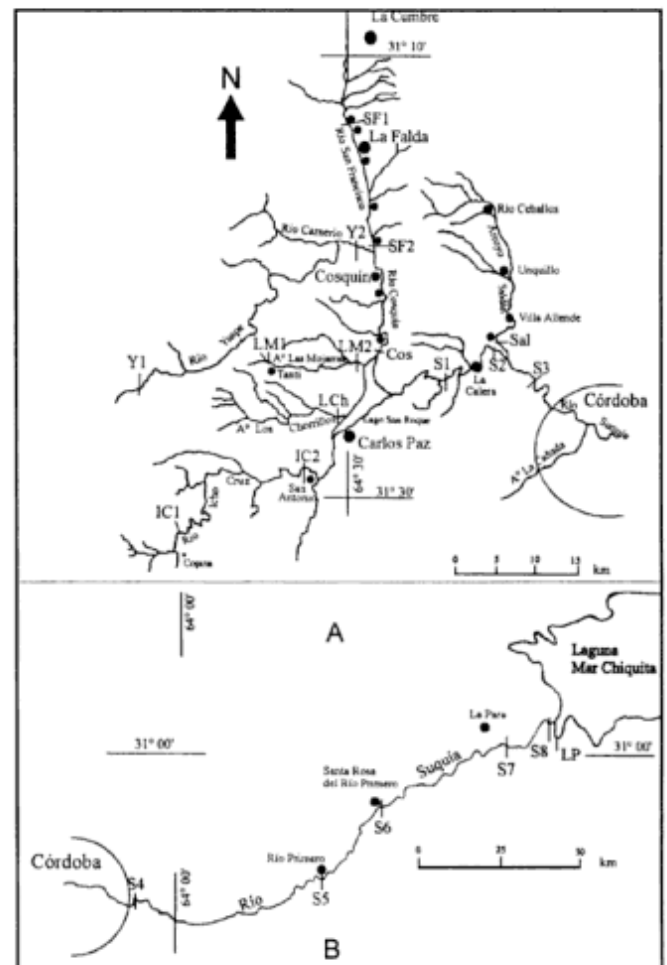 La Cumbre
31° 10'
N
SF1
La Falda
Río San Francisco
Río Ceballos
Arroyo
Saldán
Río Carnerio
Y2
SF2
Cosquin
Unquillo
Río Cosquín
Villa Allende
Río
Yuspe
LM1
A° Las Mojarras
LM2
Cos
Sal
Y1
Tanti
S1
S2
S3
La
Calera
Córdoba
LCh
A° Los
Chorrillos
Lago San Roque
Río
Suquía
Carlos Paz
A° La Cañada
IC2
64° 30'
Cruz
San
Antonio
31° 30'
Icho
IC1
Río
0 5 10 15
km
A
64° 00'
Laguna
Mar Chiquita
La Para
31° 00'
Suquía
S8
LP
31° 00'
S7
Santa Rosa
del Río Primero
S6
Córdoba
Río Primero
0 25 50
km
S4
64° 00'
S5
Río
B